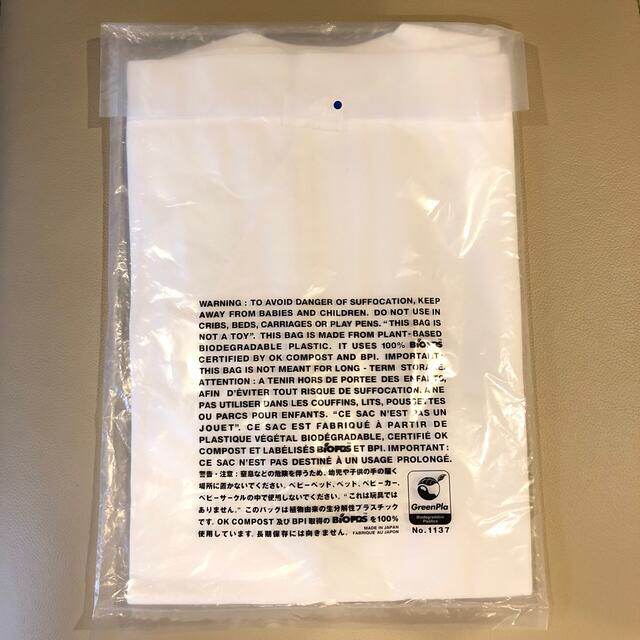 WARNING : TO AVOID DANGER OF SUFFOCATION, KEEP
AWAY FROM BABIES AND CHILDREN. DO NOT USE IN
CRIBS, BEDS, CARRIAGES OR PLAY PENS. "THIS BAG IS
NOT A TOY". THIS BAG IS MADE FROM PLANT-BASED
BIODEGRADABLE PLASTIC. IT USES 100%
CERTIFIED BY OK COMPOST AND BPI. IMPORTANT:
THIS BAG IS NOT MEANT FOR LONG - TERM STORAGE.
ATTENTION : A TENIR HORS DE PORTEE DES ENFANTS,
AFIN D'ÉVITER TOUT RISQUE DE SUFFOCATION. A NE
PAS UTILISER DANS LES COUFFINS, LITS, POUSSETTES
OU PARCS POUR ENFANTS. "CE SAC N'EST PAS UN
JOUET". CE SAC EST FABRIQUÉ À PARTIR DE
PLASTIQUE VÉGÉTAL BIODÉGRADABLE, CERTIFIÉ OK
COMPOST ET LABÉLISÉS ET BPI. IMPORTANT:
CE SAC N'EST PAS DESTINÉ À UN USAGE PROLONGÉ.
警告・注意：窒息などの危険を伴うため、幼児や子供の手の届く
場所に置かないでください。ベビーベッド、ベット、ベビーカー、
ベビーサークルの中で使用しないでください。"これは玩具では
ありません。" このバッグは植物由来の生分解性プラスチック
です。OK COMPOST 及び BPI 取得の を100%
使用しています。長期保存には向きません。
MADE IN JAPAN
FABRIQUE AU JAPON
GreenPla
Biodegradable
Plastics
No.1137